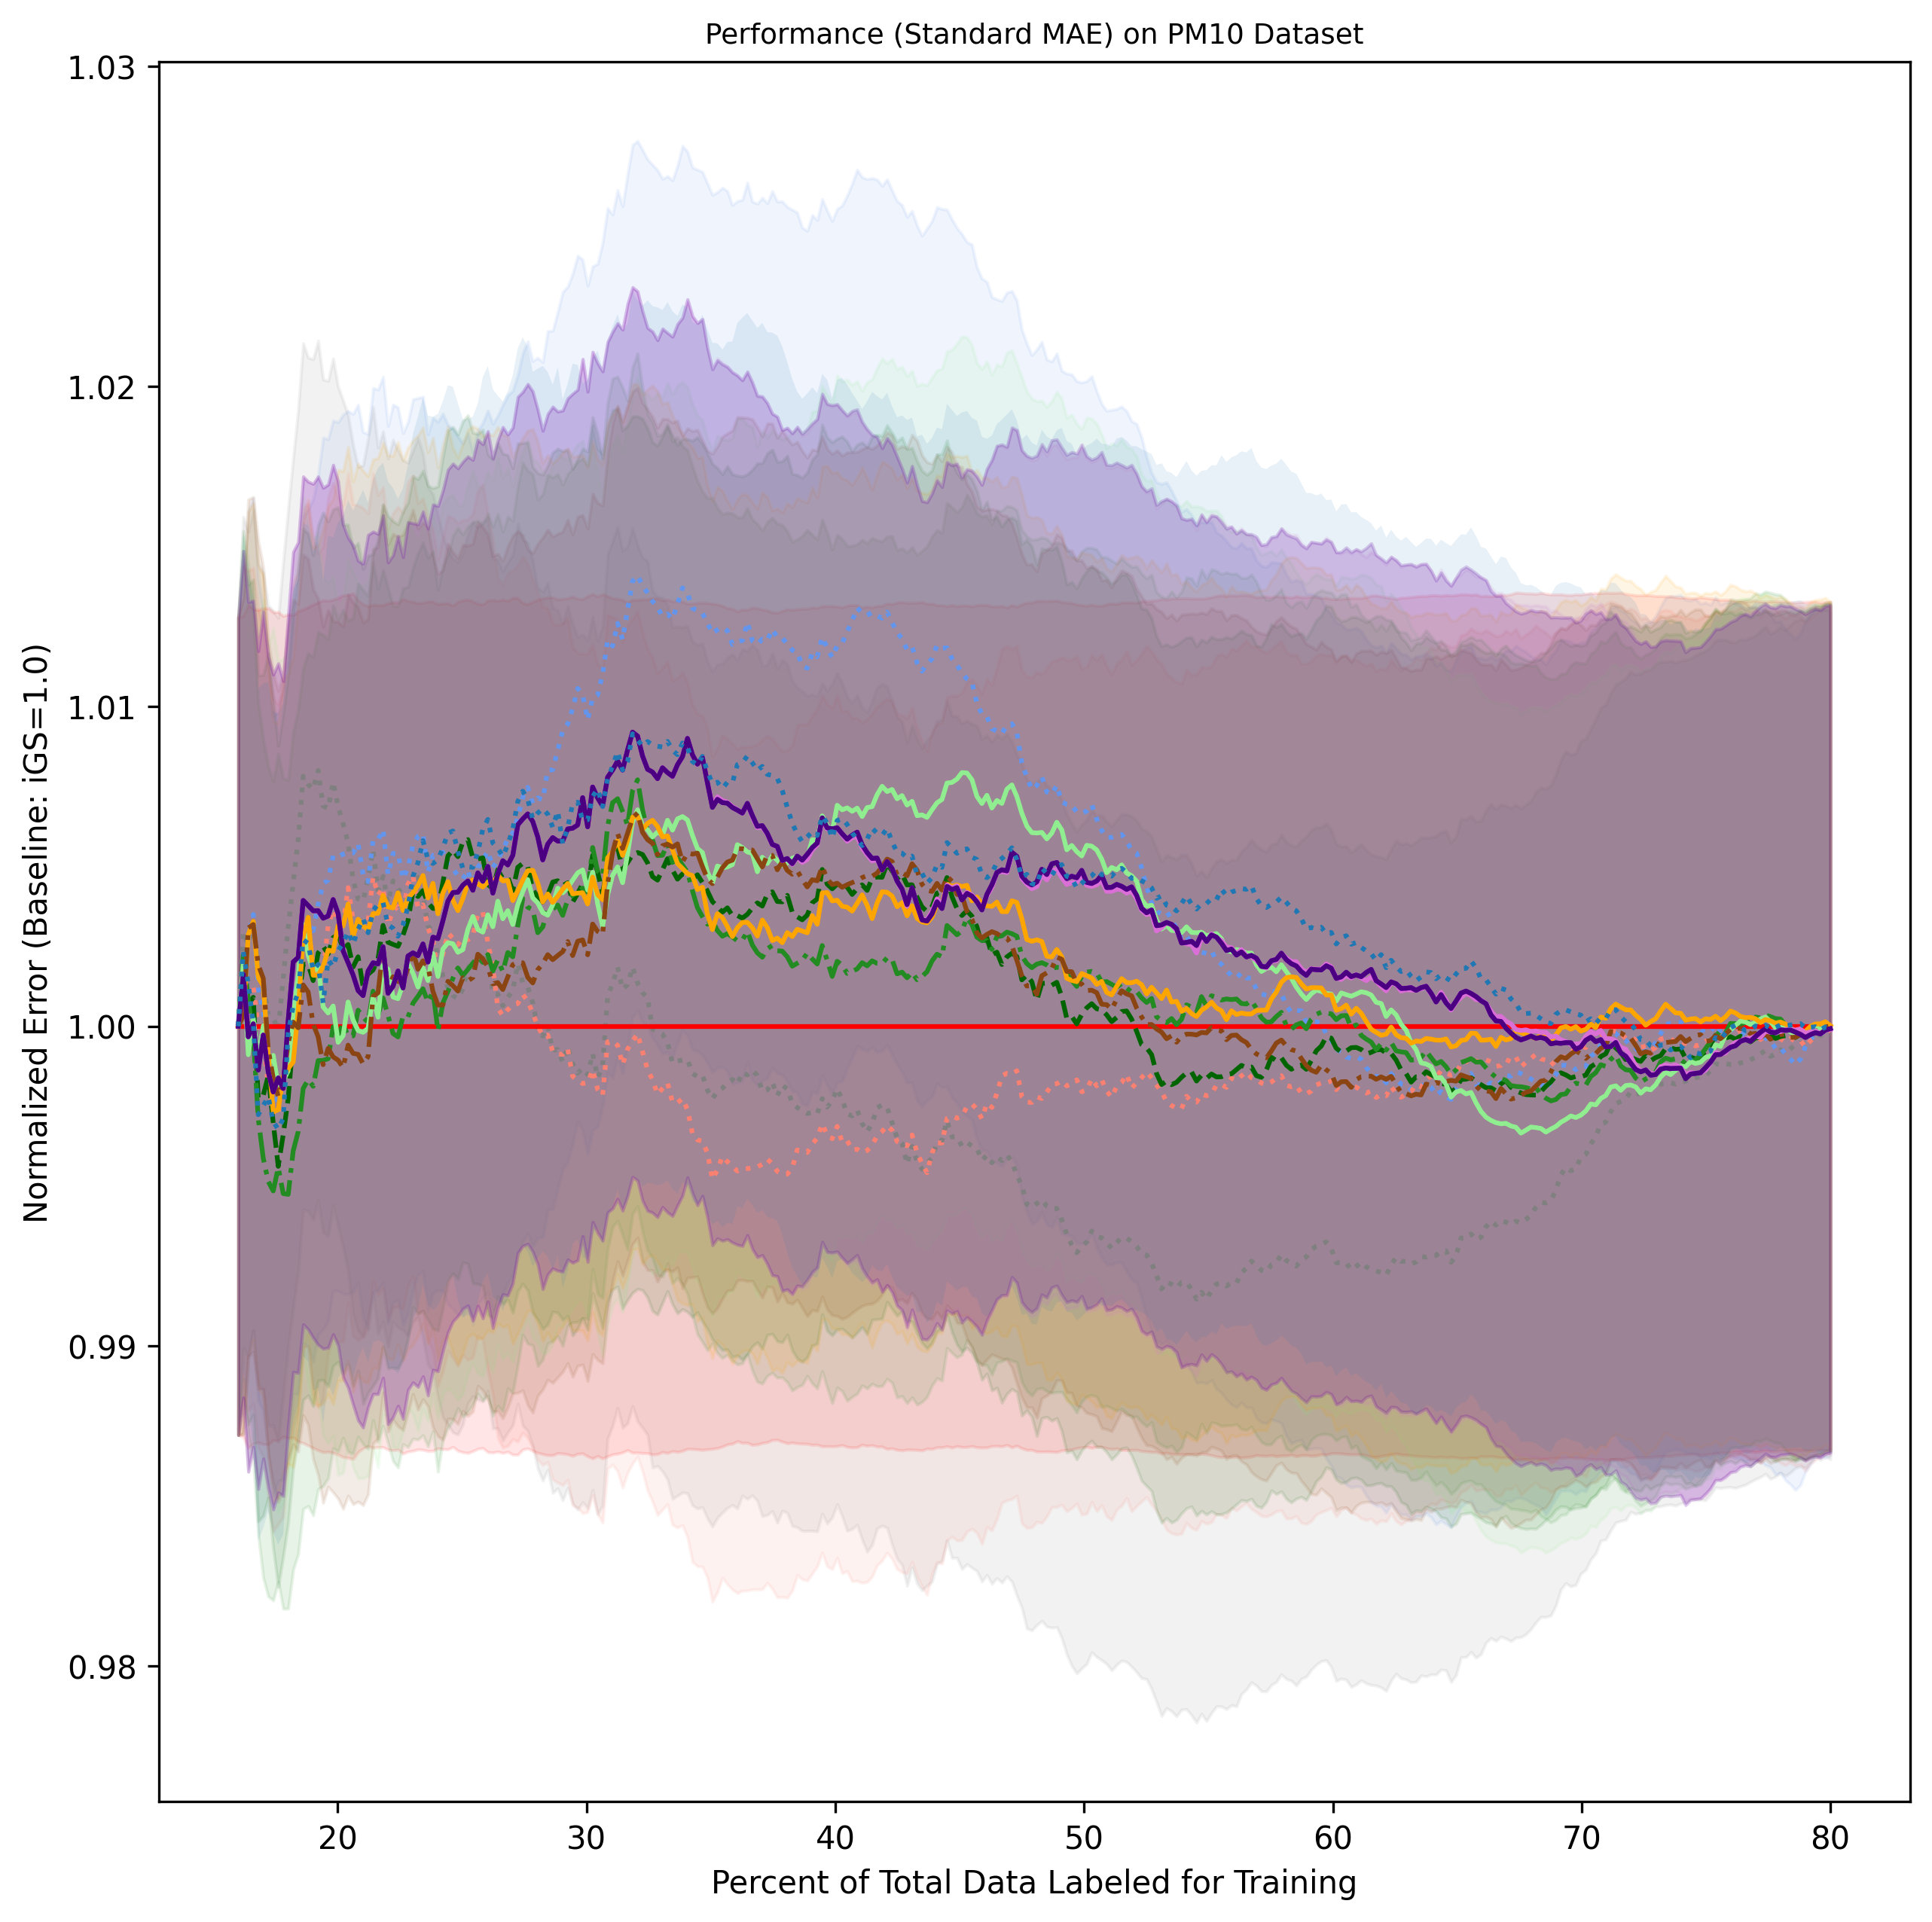 Performance (Standard MAE) on PM10 Dataset
Normalized Error (Baseline: iGS=1.0)
1.03
1.02
1.01
1.00
0.99
0.98
20 30 40 50 60 70 80
Percent of Total Data Labeled for Training